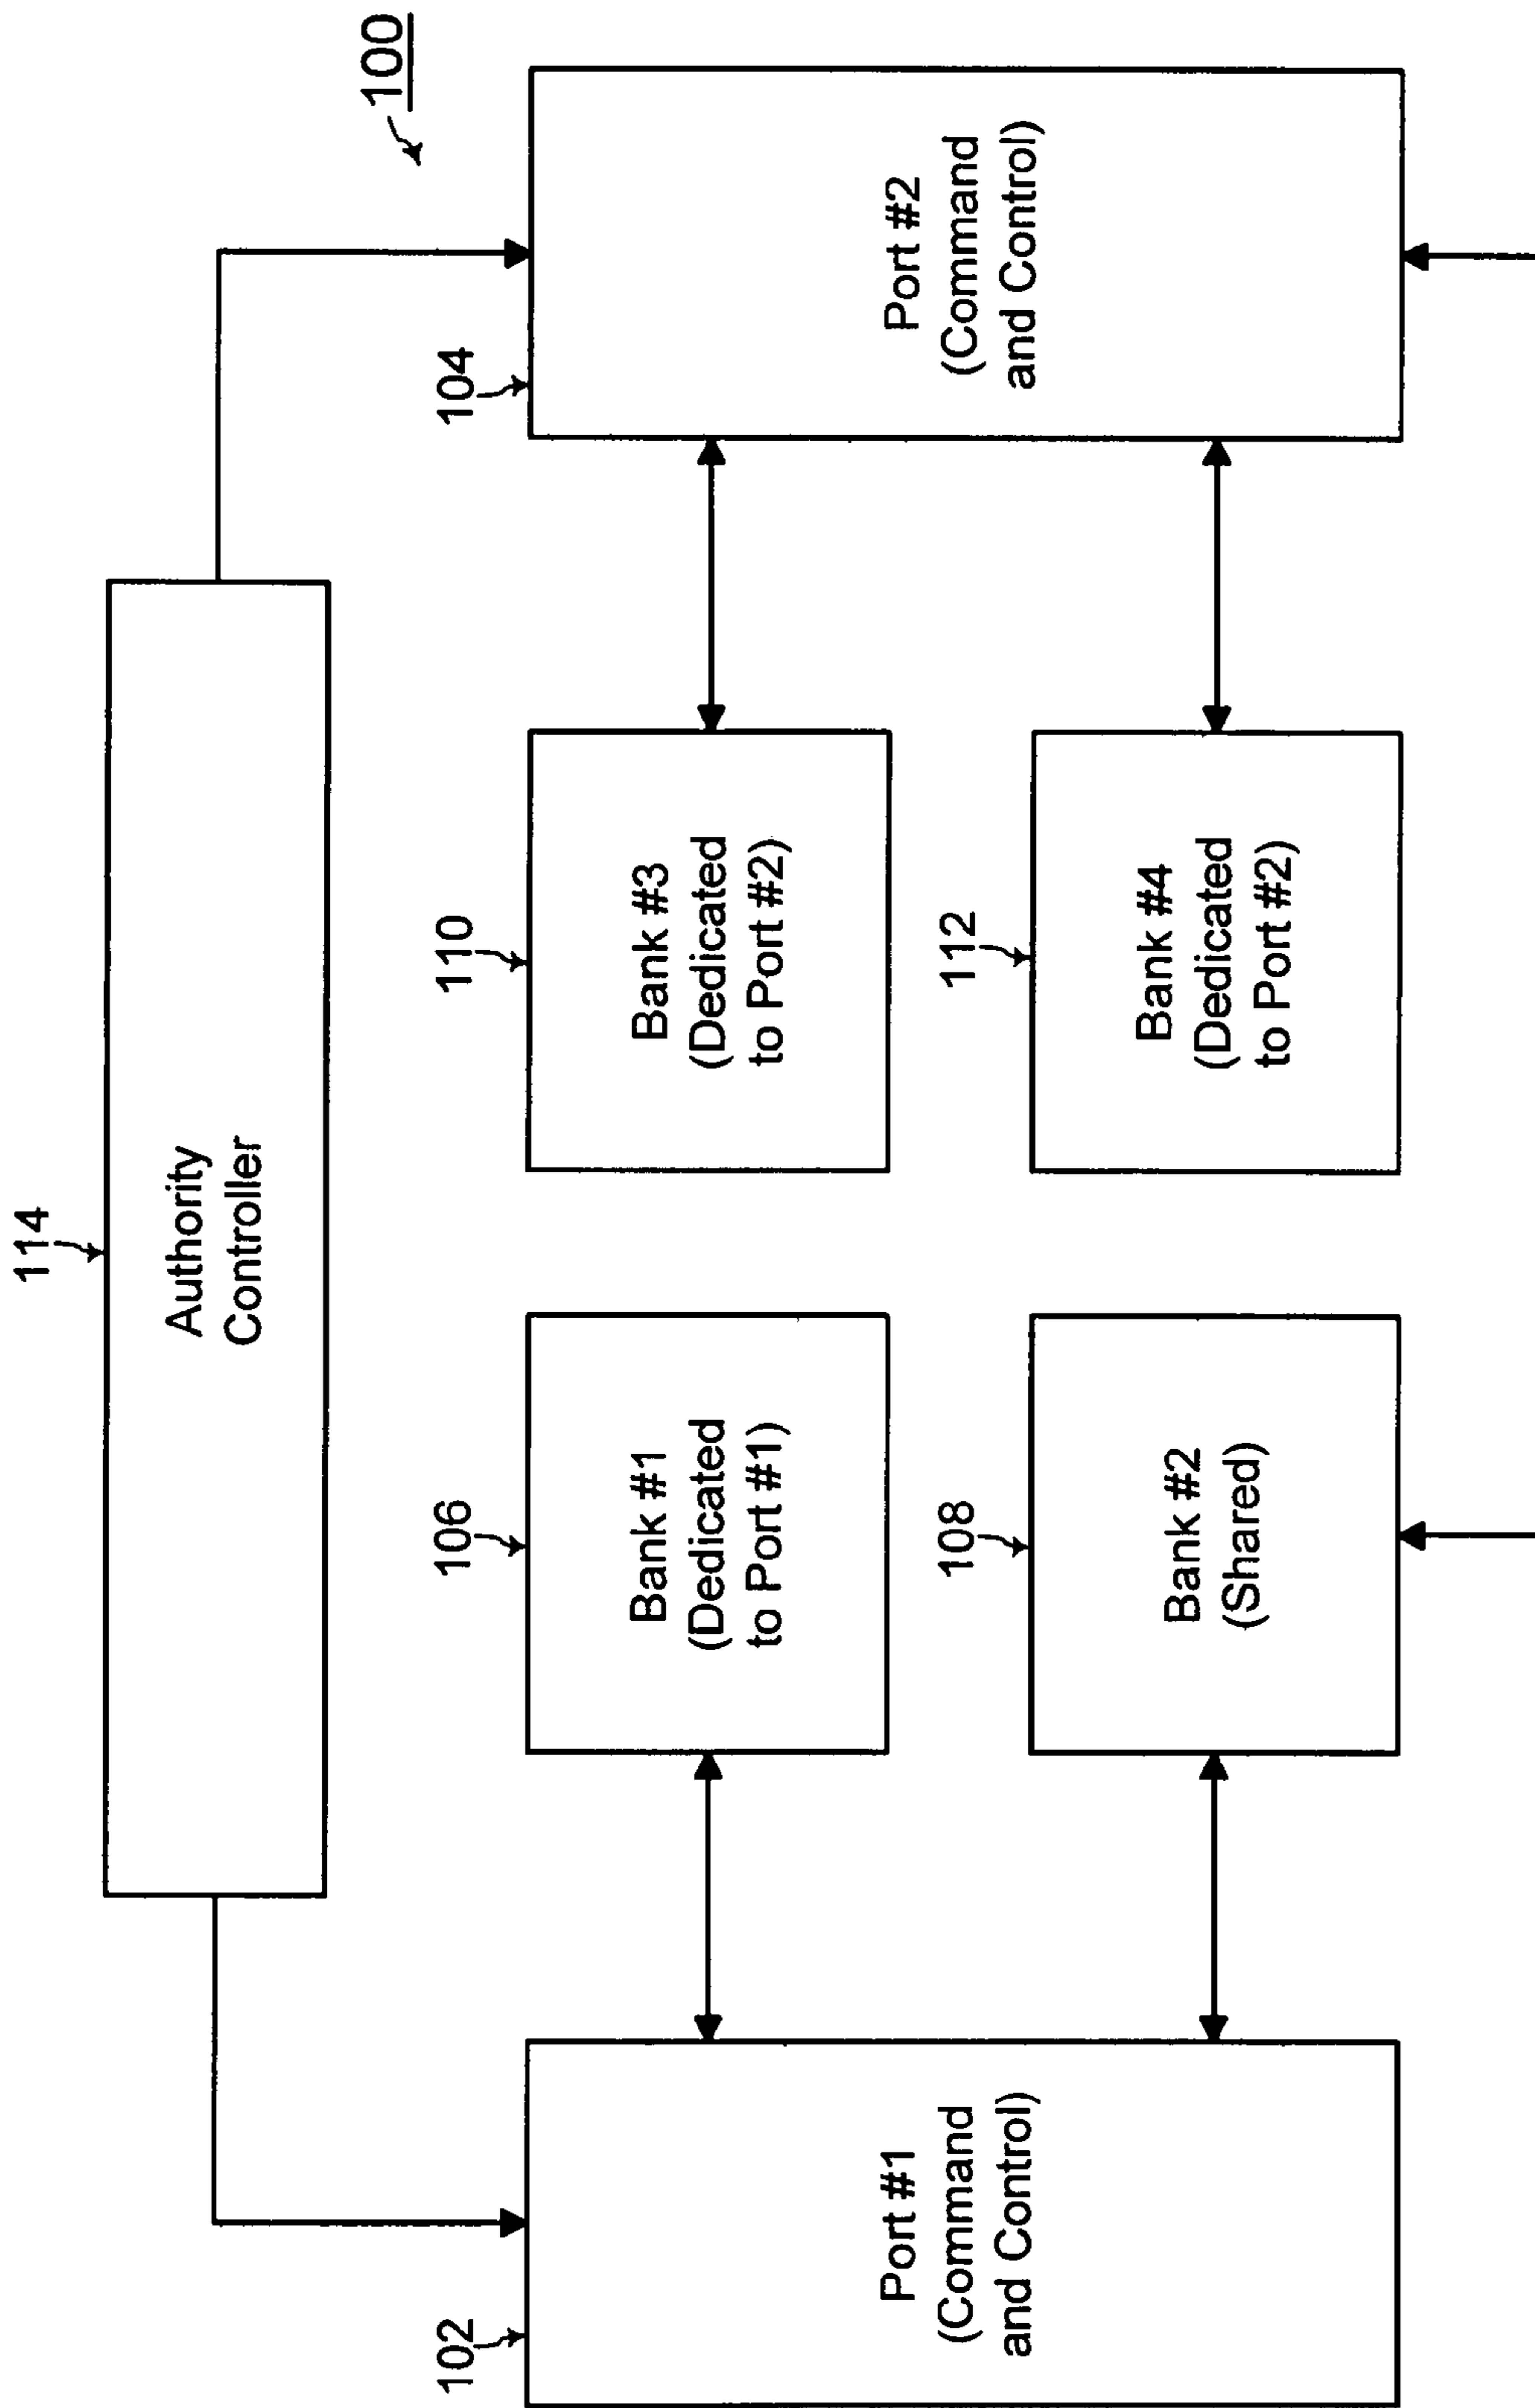 100
114
Authority
Controller
102
Port #1
(Command
and Control)
106
Bank #1
(Dedicated
to Port #1)
110
Bank #3
(Dedicated
to Port #2)
104
Port #2
(Command
and Control)
108
Bank #2
(Shared)
112
Bank #4
(Dedicated
to Port #2)